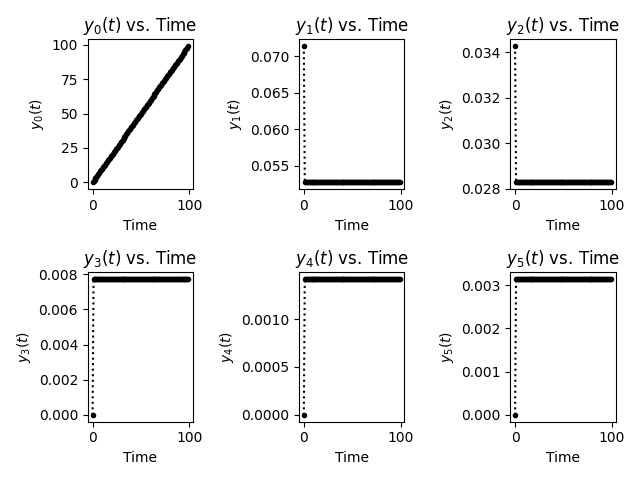 y₀(t) vs. Time
y₁(t) vs. Time
y₂(t) vs. Time
100
75
50
25
0
y₀(t)
0 100
Time
0.070
0.065
0.060
0.055
y₁(t)
0 100
Time
0.034
0.032
0.030
0.028
y₂(t)
0 100
Time
y₃(t) vs. Time
y₄(t) vs. Time
y₅(t) vs. Time
0.008
0.006
0.004
0.002
0.000
y₃(t)
0 100
Time
0.0010
0.0005
0.0000
y₄(t)
0 100
Time
0.003
0.002
0.001
0.000
y₅(t)
0 100
Time